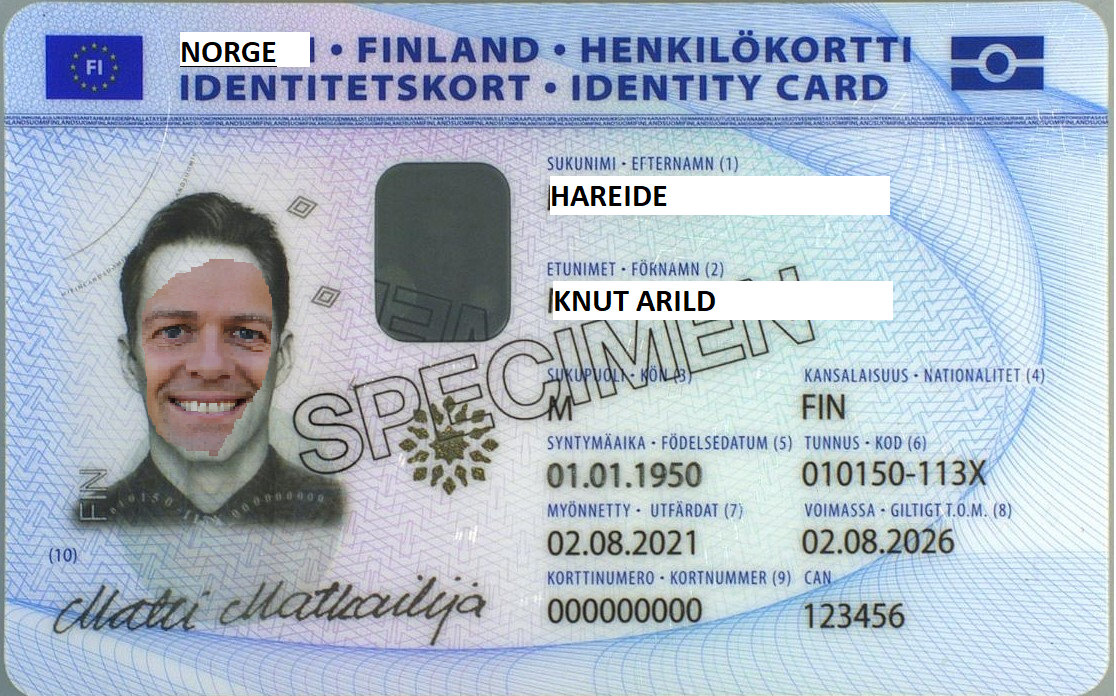 FI
NORGE • FINLAND • HENKILÖKORTTI
IDENTITETSKORT • IDENTITY CARD
SUKUNIMI • EFTERNAMN (1)
HAREIDE
ETUNIMET • FÖRNAMN (2)
KNUT ARILD
SPECIMEN
SUKUPUOLI • KÖN (3)
KANSALAISUUS • NATIONALITET (4)
M
FIN
SYNTYMÄAIKA • FÖDELSEDATUM (5)
TUNNUS • KOD (6)
01.01.1950
010150-113X
MYÖNNETTY • UTFÄRDAT (7)
VOIMASSA • GILTIGT T.O.M. (8)
02.08.2021
02.08.2026
KORTTINUMERO • KORTNUMMER (9)
CAN
000000000
123456
FIN
(10)
Matti Matkailija